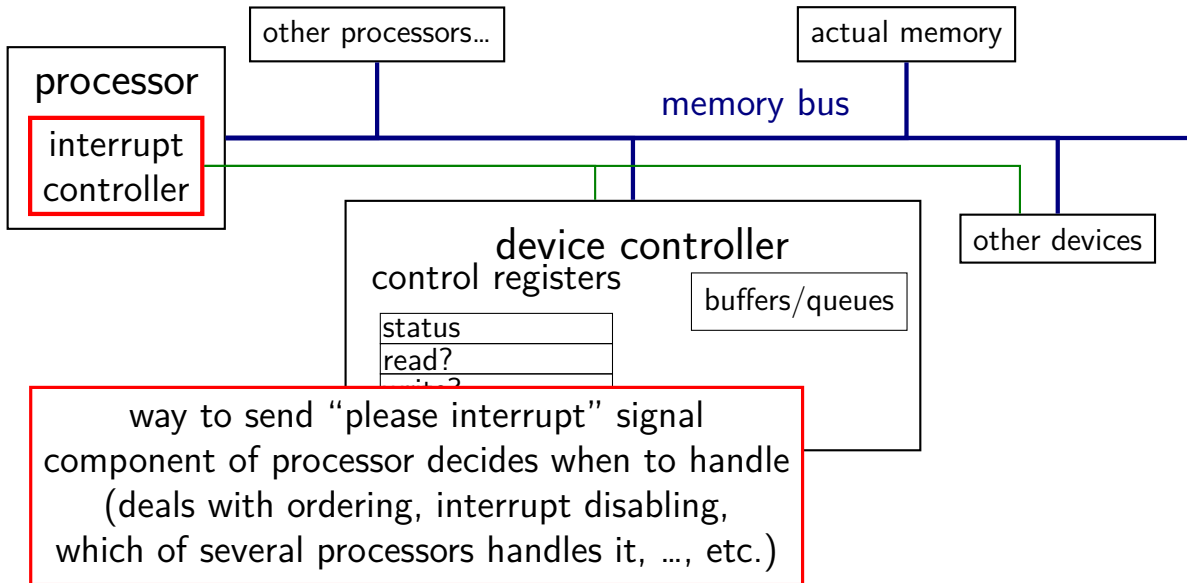 other processors…
actual memory
processor
memory bus
interrupt
controller
device controller
other devices
control registers
buffers/queues
status
read?
way to send “please interrupt” signal
component of processor decides when to handle
(deals with ordering, interrupt disabling,
which of several processors handles it, …, etc.)